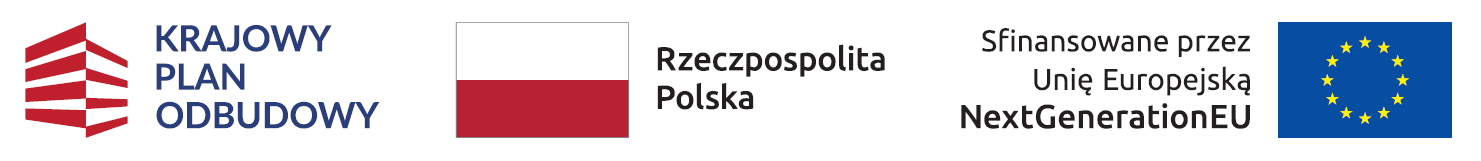 KRAJOWY
PLAN
ODBUDOWY
Rzeczpospolita
Polska
Sfinansowane przez
Unię Europejską
NextGenerationEU